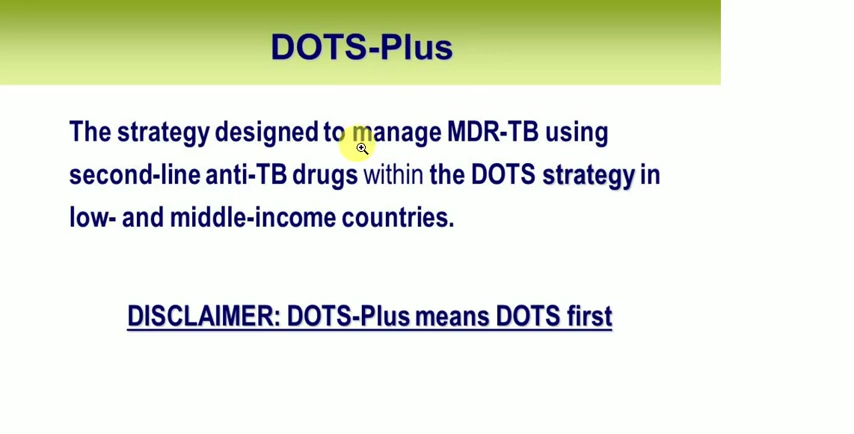 DOTS-Plus
The strategy designed to manage MDR-TB using
second-line anti-TB drugs within the DOTS strategy in
low- and middle-income countries.
DISCLAIMER: DOTS-Plus means DOTS first